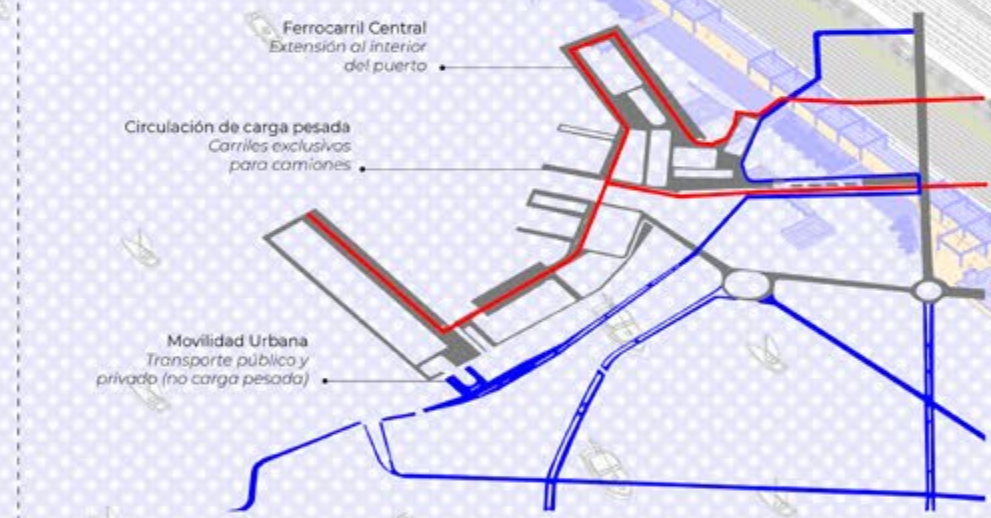 Ferrocarril Central
Extensión al interior
del puerto
Circulación de carga pesada
Carriles exclusivos
para camiones
Movilidad Urbana
Transporte público y
privado (no carga pesada)